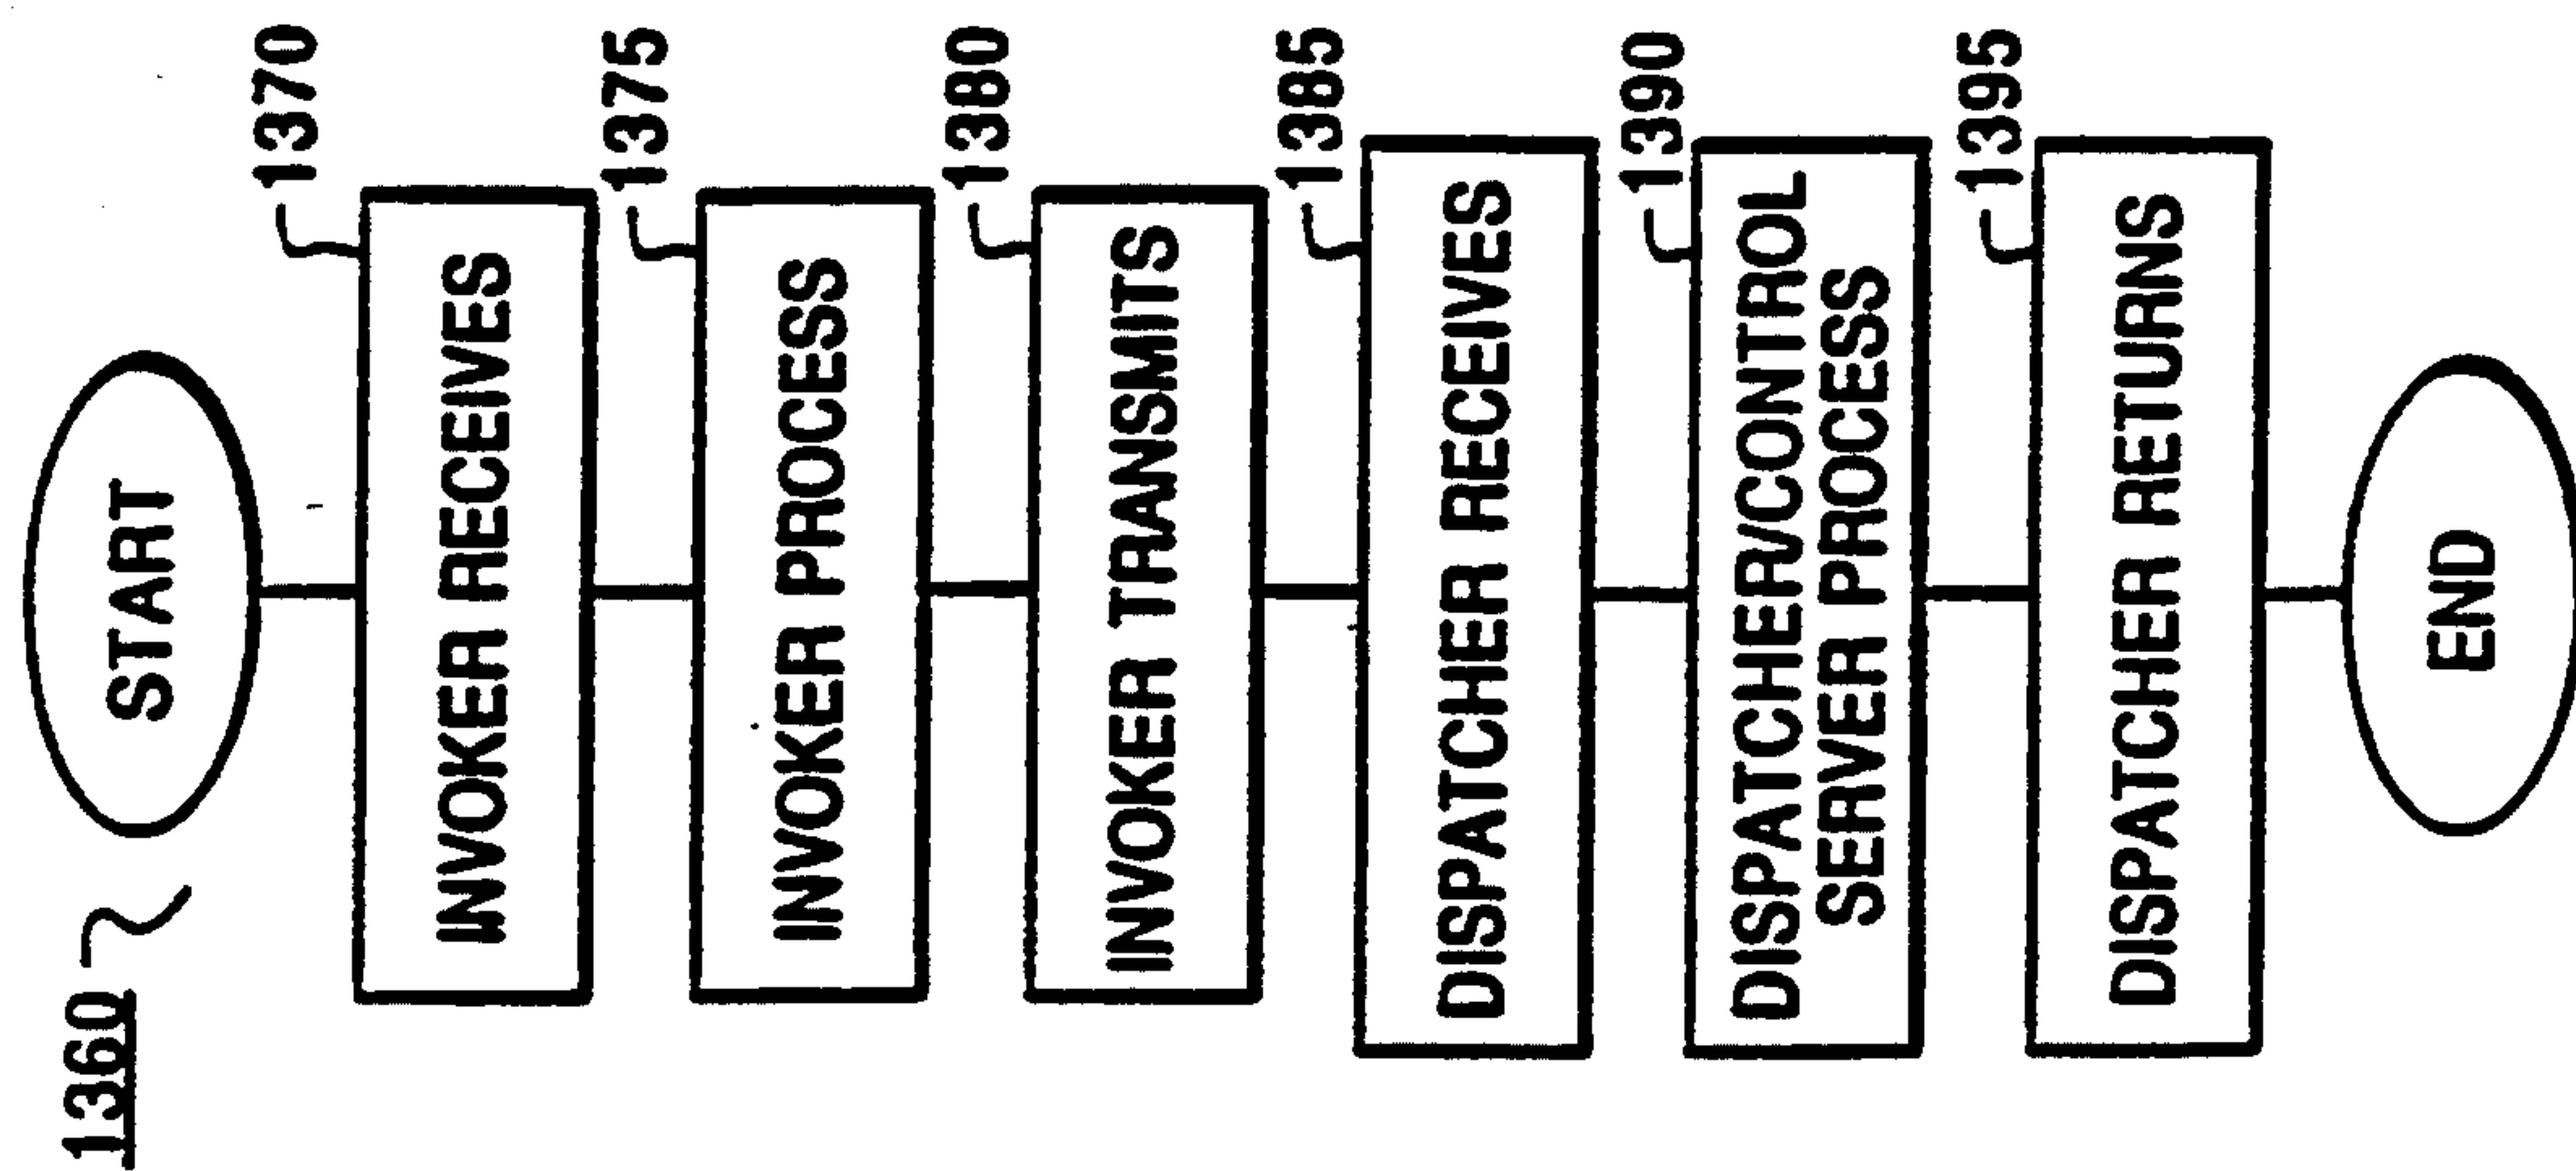 1360
START
1370
INVOKER RECEIVES
1375
INVOKER PROCESS
1380
INVOKER TRANSMITS
1385
DISPATCHER RECEIVES
1390
DISPATCHER/CONTROL
SERVER PROCESS
1395
DISPATCHER RETURNS
END